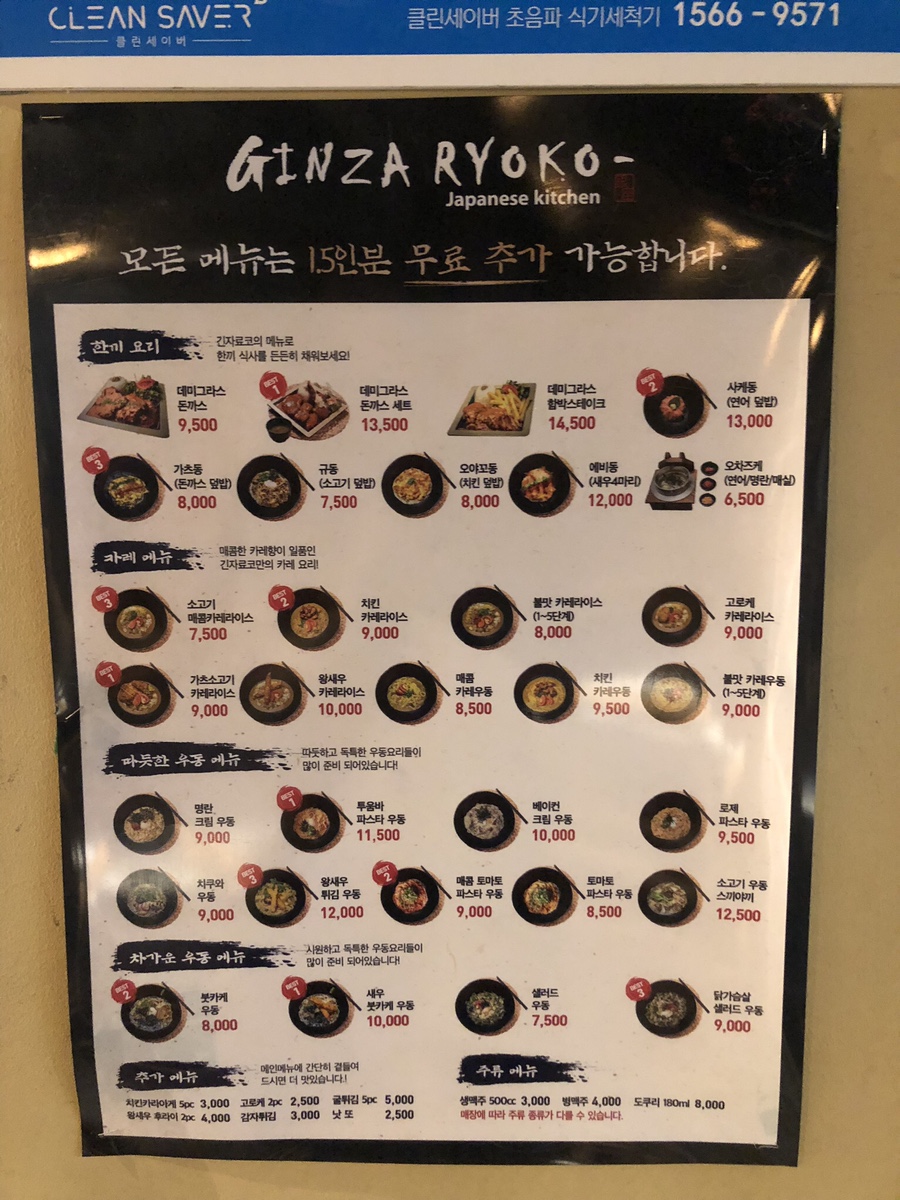 CLEAN SAVER
클린세이버
클린세이버 초음파 식기세척기 1566-9571
GINZA RYOKO-
Japanese kitchen
모든 메뉴는 1.5인분 무료 추가 가능합니다.
한끼 요리
긴자료코의 메뉴로
한끼 식사를 든든히 채워보세요!
데미그라스
돈까스
9,500
BEST 1
데미그라스
돈까스 세트
13,500
데미그라스
함박스테이크
14,500
BEST 2
사케동
(연어 덮밥)
13,000
BEST 3
가츠동
(돈까스 덮밥)
8,000
규동
(소고기 덮밥)
7,500
오야꼬동
(치킨 덮밥)
8,000
에비동
(새우4마리)
12,000
오차즈케
(연어/명란/매실)
6,500
카레 메뉴
매콤한 카레향이 일품인
긴자료코만의 카레 요리!
BEST 3
소고기
매콤카레라이스
7,500
BEST 2
치킨
카레라이스
9,000
불맛 카레라이스
(1~5단계)
8,000
고로케
카레라이스
9,000
BEST 1
가츠소고기
카레라이스
9,000
왕새우
카레라이스
10,000
매콤
카레우동
8,500
치킨
카레우동
9,500
불맛 카레우동
(1~5단계)
9,000
따듯한 우동 메뉴
따듯하고 독특한 우동요리들이
많이 준비 되어있습니다!
명란
크림 우동
9,000
BEST 1
투움바
파스타 우동
11,500
베이컨
크림 우동
10,000
로제
파스타 우동
9,500
치쿠와
우동
9,000
BEST 3
왕새우
튀김 우동
12,000
BEST 2
매콤 토마토
파스타 우동
9,000
토마토
파스타 우동
8,500
소고기 우동
스끼야끼
12,500
차가운 우동 메뉴
시원하고 독특한 우동요리들이
많이 준비 되어있습니다!
BEST 2
붓카케
우동
8,000
BEST 1
새우
붓카케 우동
10,000
샐러드
우동
7,500
BEST 3
닭가슴살
샐러드 우동
9,000
추가 메뉴
메인메뉴에 간단히 곁들여
드시면 더 맛있습니다.!
치킨카라아게 5pc 3,000 고로케 2pc 2,500 굴튀김 5pc 5,000
왕새우 후라이 2pc 4,000 감자튀김 3,000 낫 또 2,500
주류 메뉴
생맥주 500cc 3,000 병맥주 4,000 도쿠리 180ml 8,000
매장에 따라 주류 종류가 다를 수 있습니다.